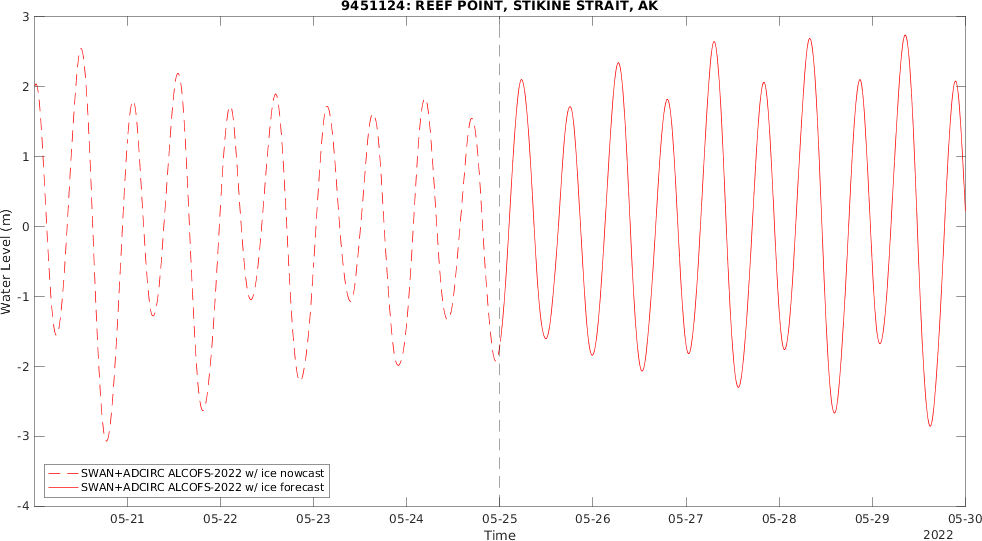 9451124: REEF POINT, STIKINE STRAIT, AK
Water Level (m)
3
2
1
0
-1
-2
-3
-4
SWAN+ADCIRC ALCOFS-2022 w/ ice nowcast
SWAN+ADCIRC ALCOFS-2022 w/ ice forecast
05-21 05-22 05-23 05-24 05-25 05-26 05-27 05-28 05-29 05-30
Time
2022